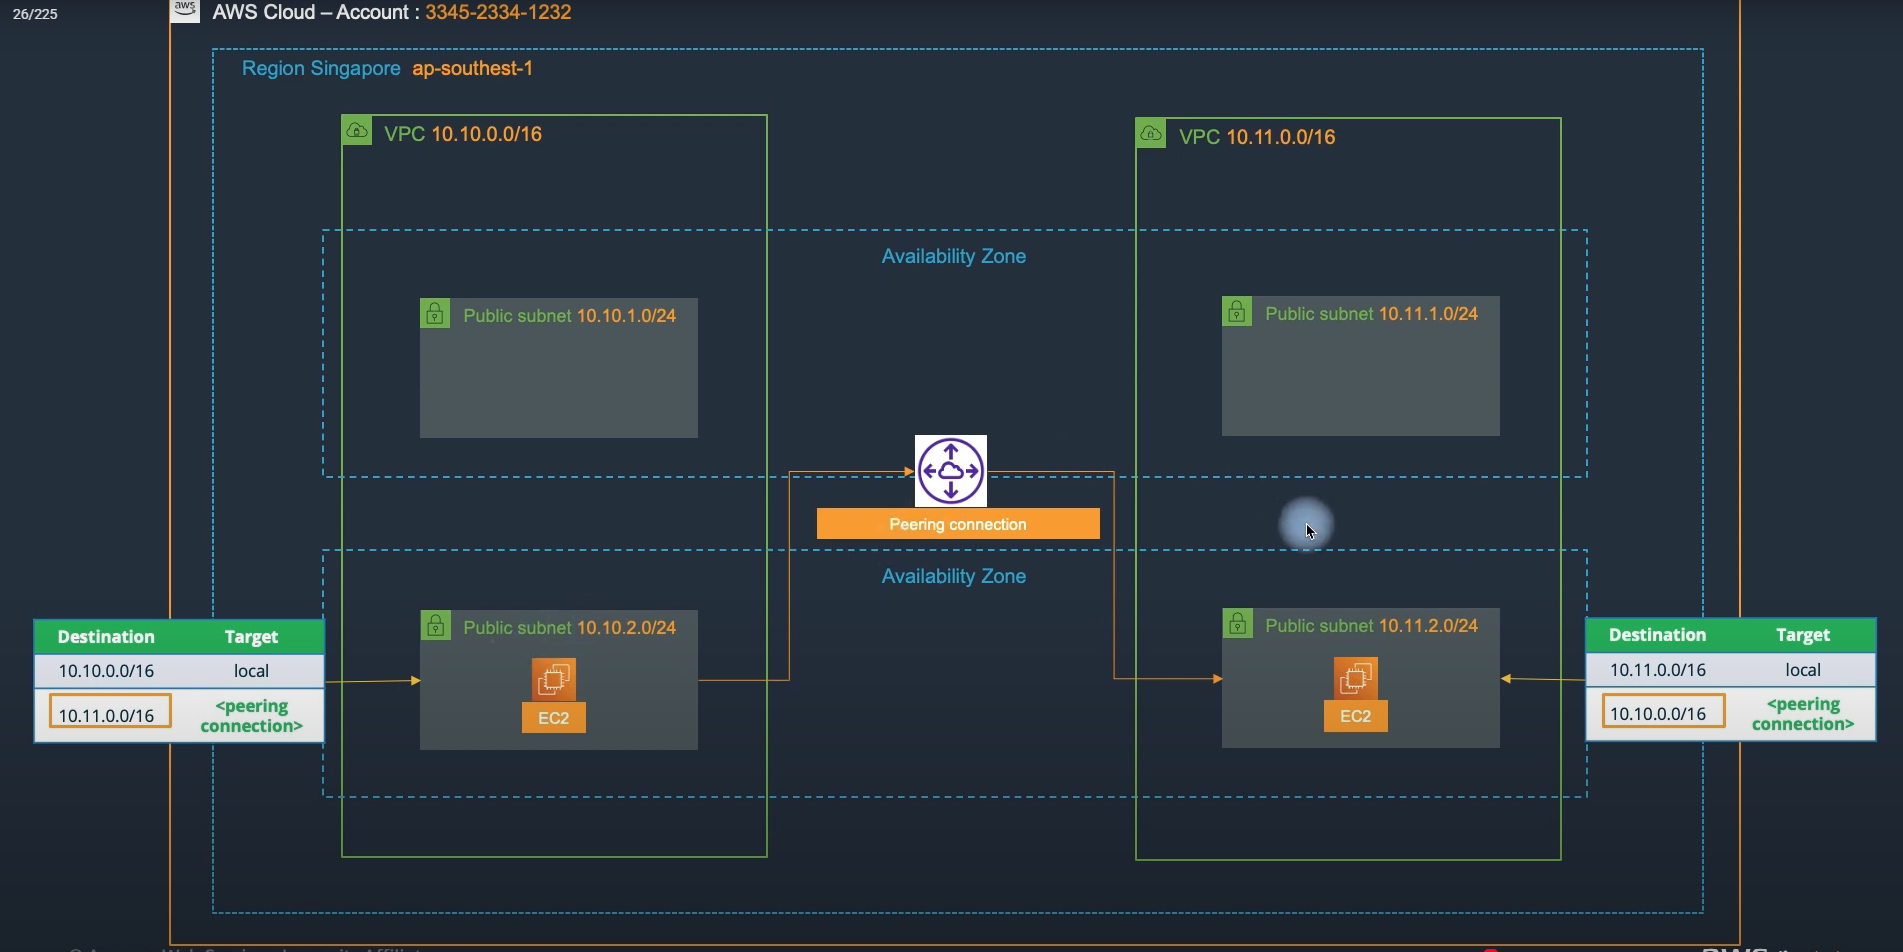 26/225
aws
AWS Cloud – Account : 3345-2334-1232
Region Singapore ap-southest-1
VPC 10.10.0.0/16
VPC 10.11.0.0/16
Availability Zone
Public subnet 10.10.1.0/24
Public subnet 10.11.1.0/24
Peering connection
Availability Zone
Public subnet 10.10.2.0/24
Public subnet 10.11.2.0/24
EC2
EC2
Destination Target
10.10.0.0/16 local
10.11.0.0/16 <peering
connection>
Destination Target
10.11.0.0/16 local
10.10.0.0/16 <peering
connection>